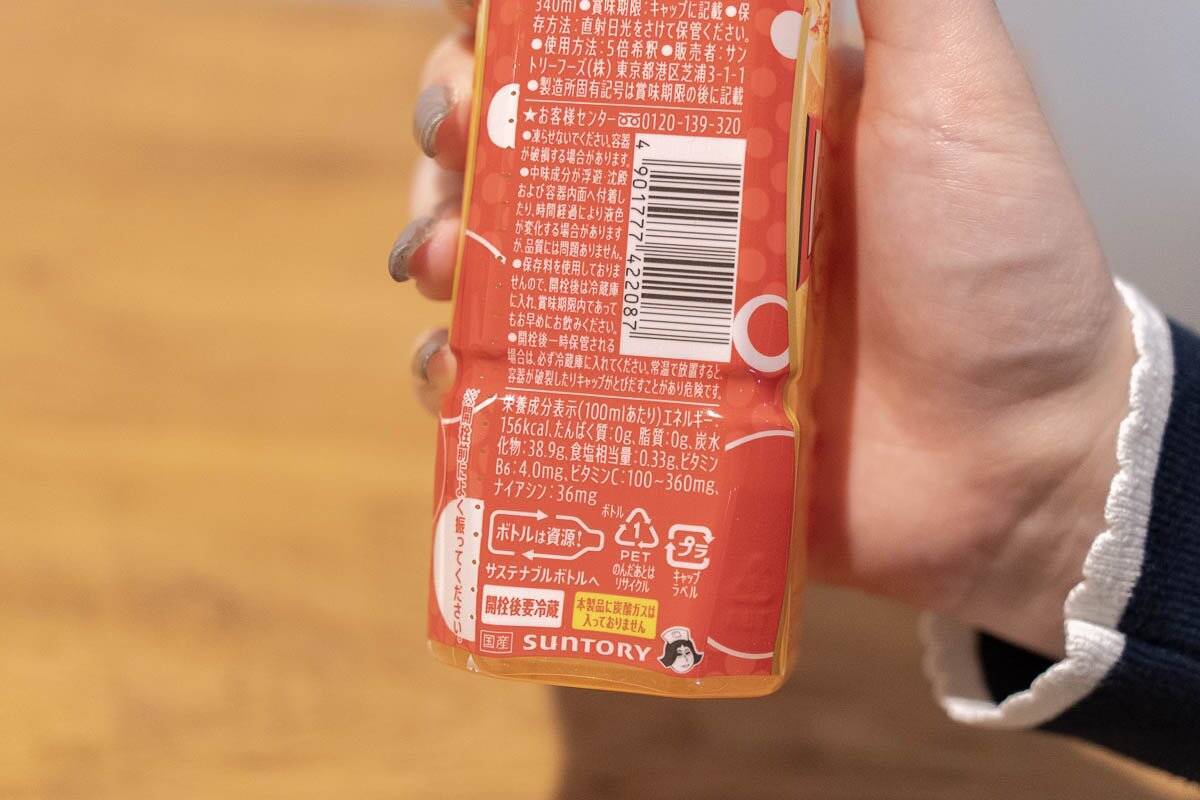 340ml●賞味期限:キャップに記載●保
存方法:直射日光をさけて保管ください。
●使用方法:5倍希釈●販売者:サン
トリーフーズ(株)東京都港区芝浦3-1-1
●製造所固有記号は賞味期限の後に記載
★お客様センター 0120-139-320
●凍らせないでください。容器
が破損する場合があります。
●中味成分が浮遊・沈殿
および容器内面へ付着し
たり、時間経過により液色
が変化する場合があります
が、品質には問題ありません。
●保存料を使用しておりま
せんので、開栓後は冷蔵庫
に入れ、賞味期限内であって
もお早めにお飲みください。
●開栓後一時保管される
場合は、必ず冷蔵庫に入れてください。常温で放置すると、
容器が破裂したりキャップがとびだすことがあり危険です。
4901777422087
栄養成分表示(100mlあたり)エネルギー:
156kcal、たんぱく質:0g、脂質:0g、炭水
化物:38.9g、食塩相当量:0.33g、ビタミン
B6:4.0mg、ビタミンC:100~360mg、
ナイアシン:36mg
※開栓前によく振ってください。
ボトルは資源!
サステナブルボトルへ
ボトル
1
PET
のんだあとは
リサイクル
プラ
キャップ
ラベル
開栓後要冷蔵
本製品に炭酸ガスは
入っておりません
国産
SUNTORY